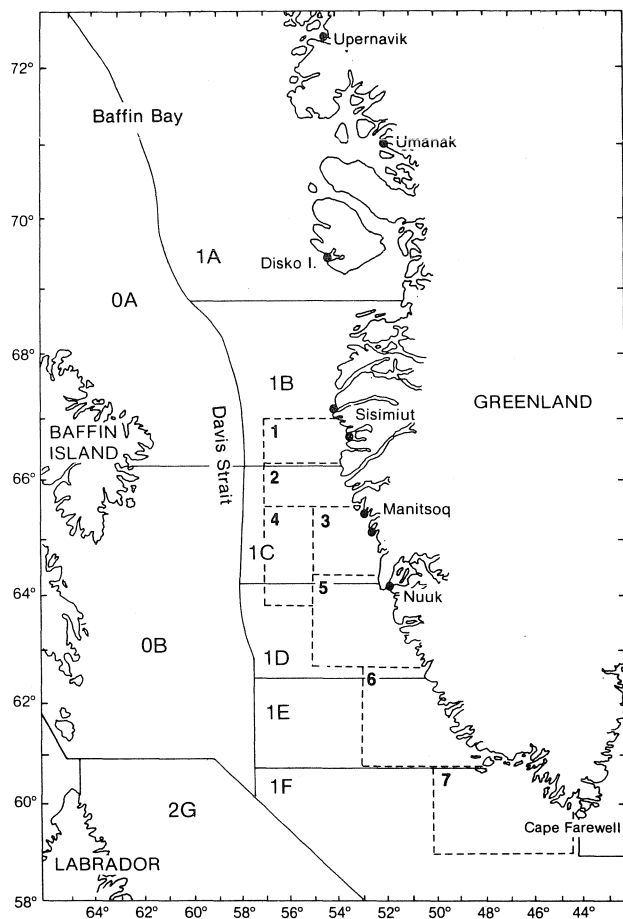 72°
70°
68°
66°
64°
62°
60°
58°
Upernavik
Baffin Bay
Umanak
1A
Disko I.
0A
1B
Sisimiut
GREENLAND
Davis Strait
BAFFIN
ISLAND
1
2
Manitsoq
4
3
1C
5
Nuuk
0B
1D
6
1E
7
1F
2G
Cape Farewell
LABRADOR
64°
62°
60°
58°
56°
54°
52°
50°
48°
46°
44°